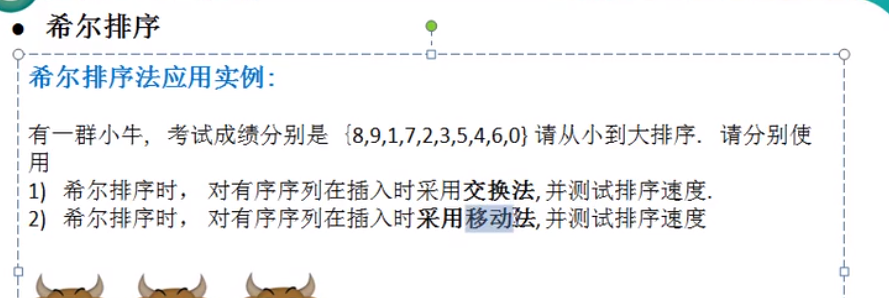 ● 希尔排序
希尔排序法应用实例：
有一群小牛, 考试成绩分别是 {8,9,1,7,2,3,5,4,6,0} 请从小到大排序. 请分别使
用
1) 希尔排序时， 对有序序列在插入时采用交换法, 并测试排序速度.
2) 希尔排序时， 对有序序列在插入时采用移动法, 并测试排序速度